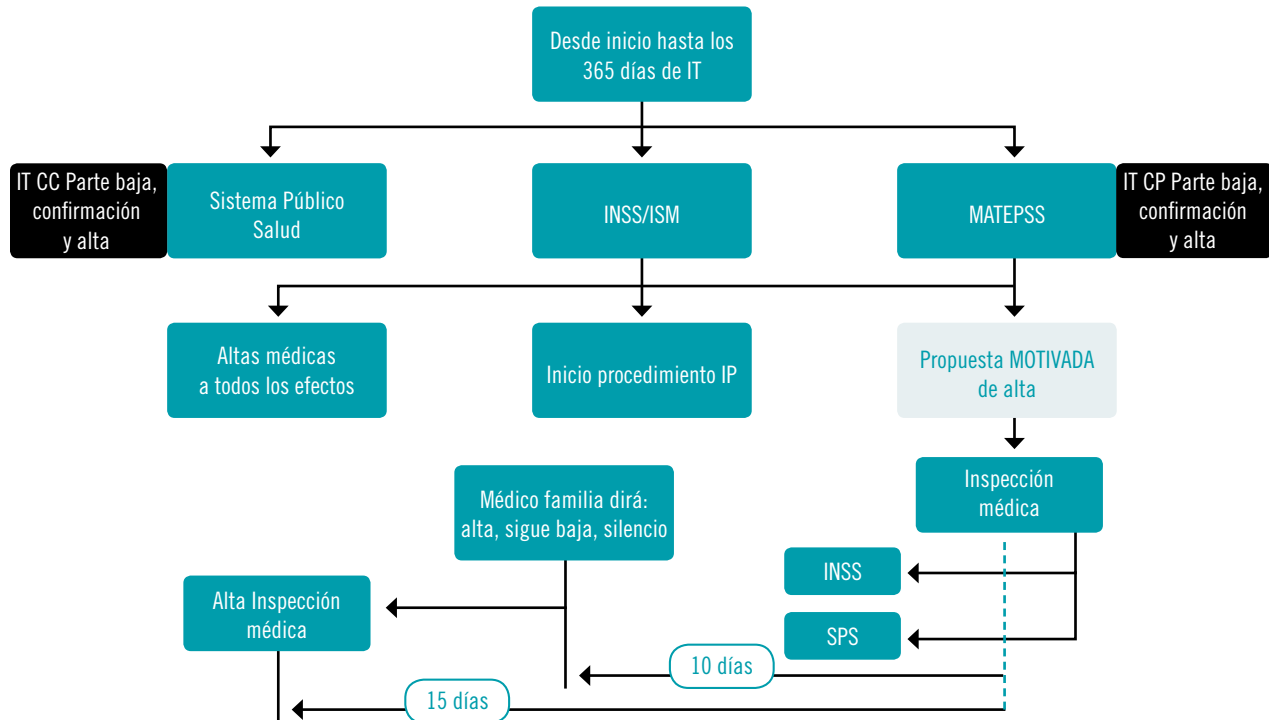 Desde inicio hasta los
365 días de IT
IT CC Parte baja,
confirmación
y alta
Sistema Público
Salud
INSS/ISM
MATEPSS
IT CP Parte baja,
confirmación
y alta
Altas médicas
a todos los efectos
Inicio procedimiento IP
Propuesta MOTIVADA
de alta
Médico familia dirá:
alta, sigue baja, silencio
Inspección
médica
INSS
Alta Inspección
médica
SPS
10 días
15 días